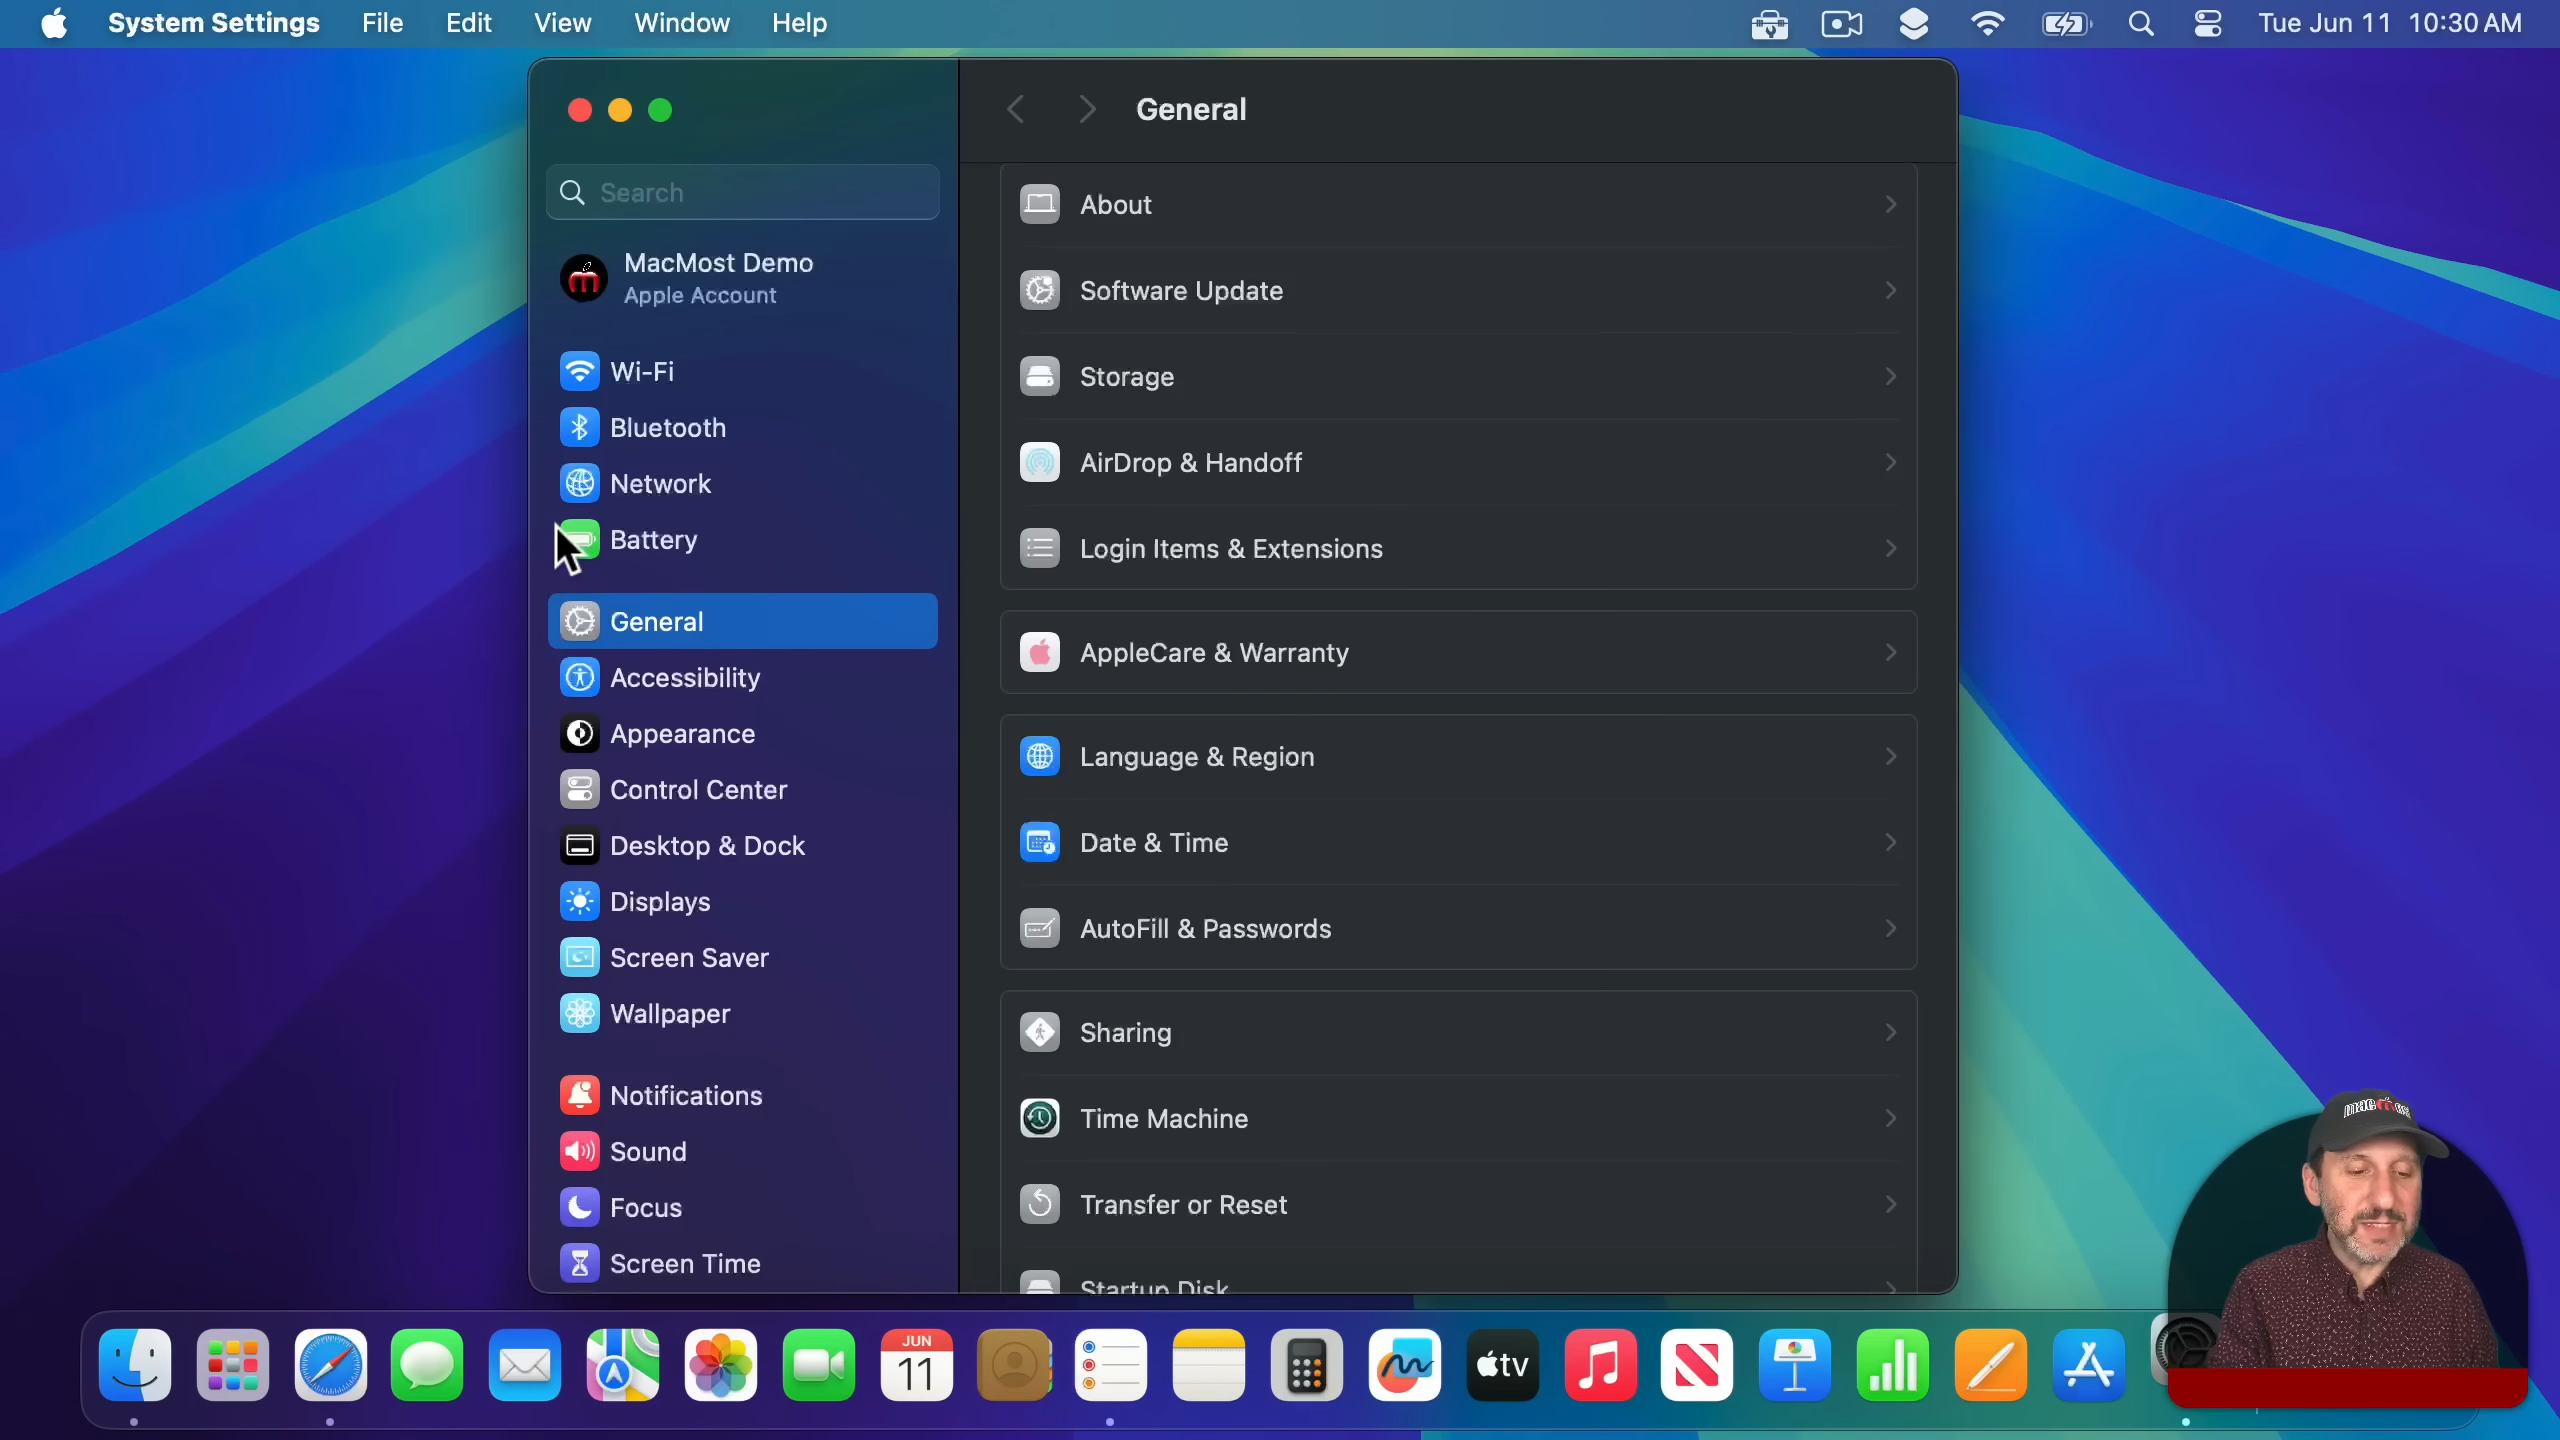 System Settings File Edit View Window Help Tue Jun 11 10:30 AM
General
Search
MacMost Demo
Apple Account
Wi-Fi
Bluetooth
Network
Battery
General
Accessibility
Appearance
Control Center
Desktop & Dock
Displays
Screen Saver
Wallpaper
Notifications
Sound
Focus
Screen Time
About
Software Update
Storage
AirDrop & Handoff
Login Items & Extensions
AppleCare & Warranty
Language & Region
Date & Time
AutoFill & Passwords
Sharing
Time Machine
Transfer or Reset
Startup Disk
macmost
JUN
11
tv